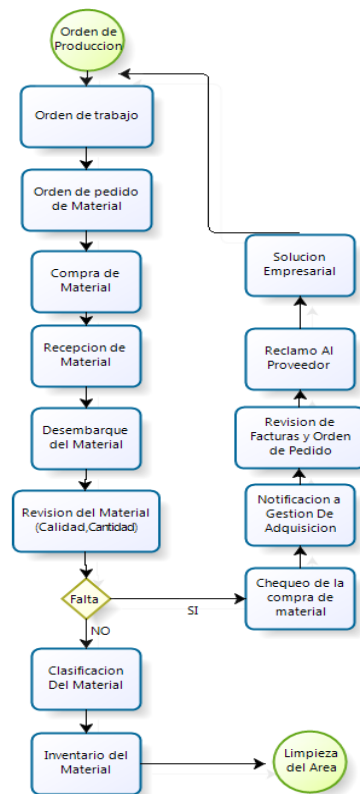 Orden de
Produccion
Orden de trabajo
Orden de pedido
de Material
Compra de
Material
Recepcion de
Material
Desembarque
del Material
Revision del Material
(Calidad,Cantidad)
Falta
SI
NO
Clasificacion
Del Material
Inventario del
Material
Limpieza
del Area
Chequeo de la
compra de
material
Notificacion a
Gestion De
Adquisicion
Revision de
Facturas y Orden
de Pedido
Reclamo Al
Proveedor
Solucion
Empresarial